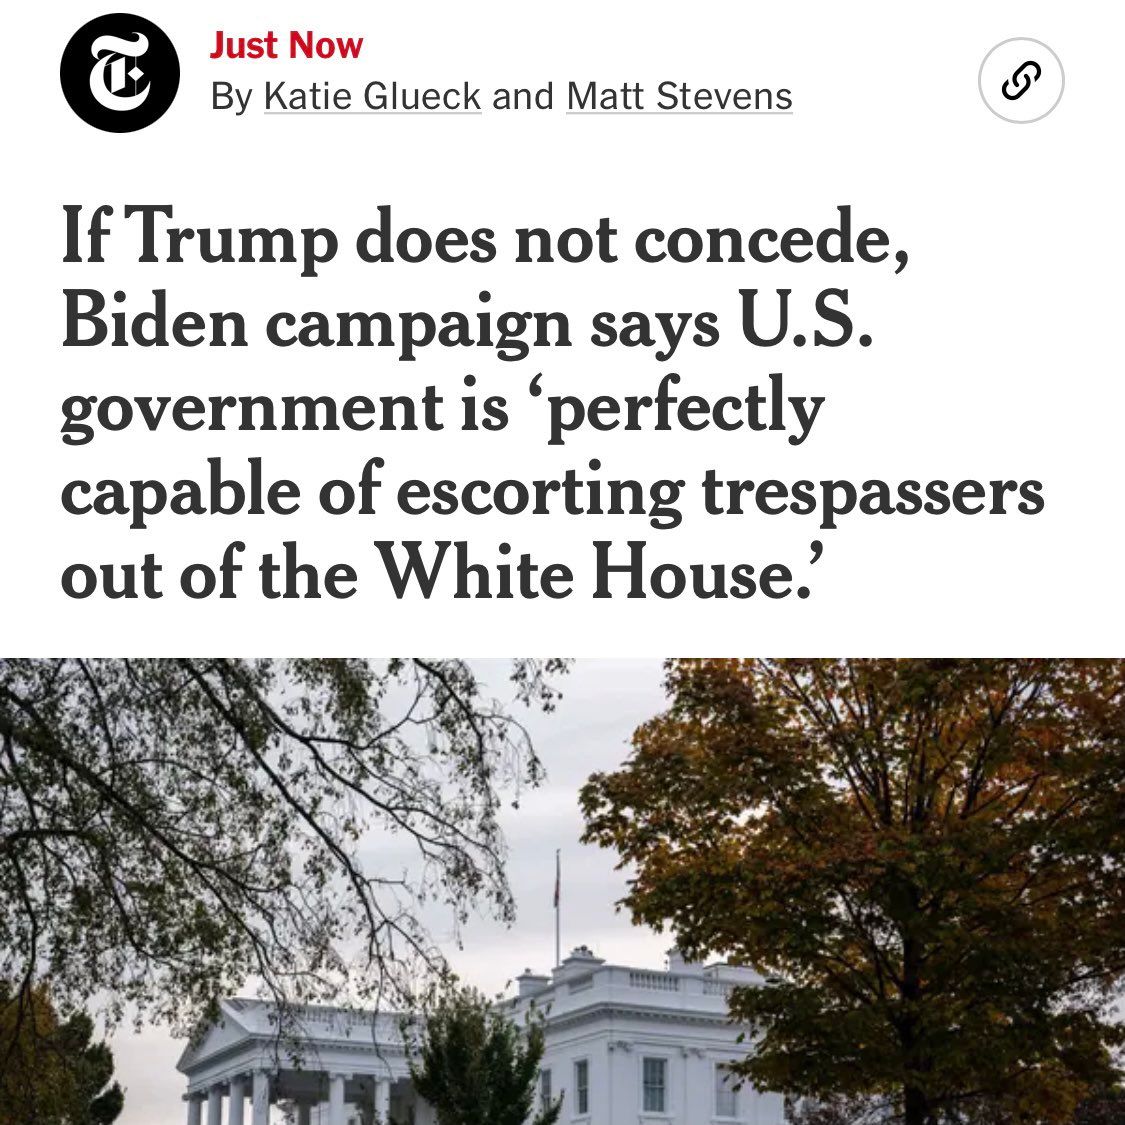 Just Now
By Katie Glueck and Matt Stevens
If Trump does not concede,
Biden campaign says U.S.
government is ‘perfectly
capable of escorting trespassers
out of the White House.’